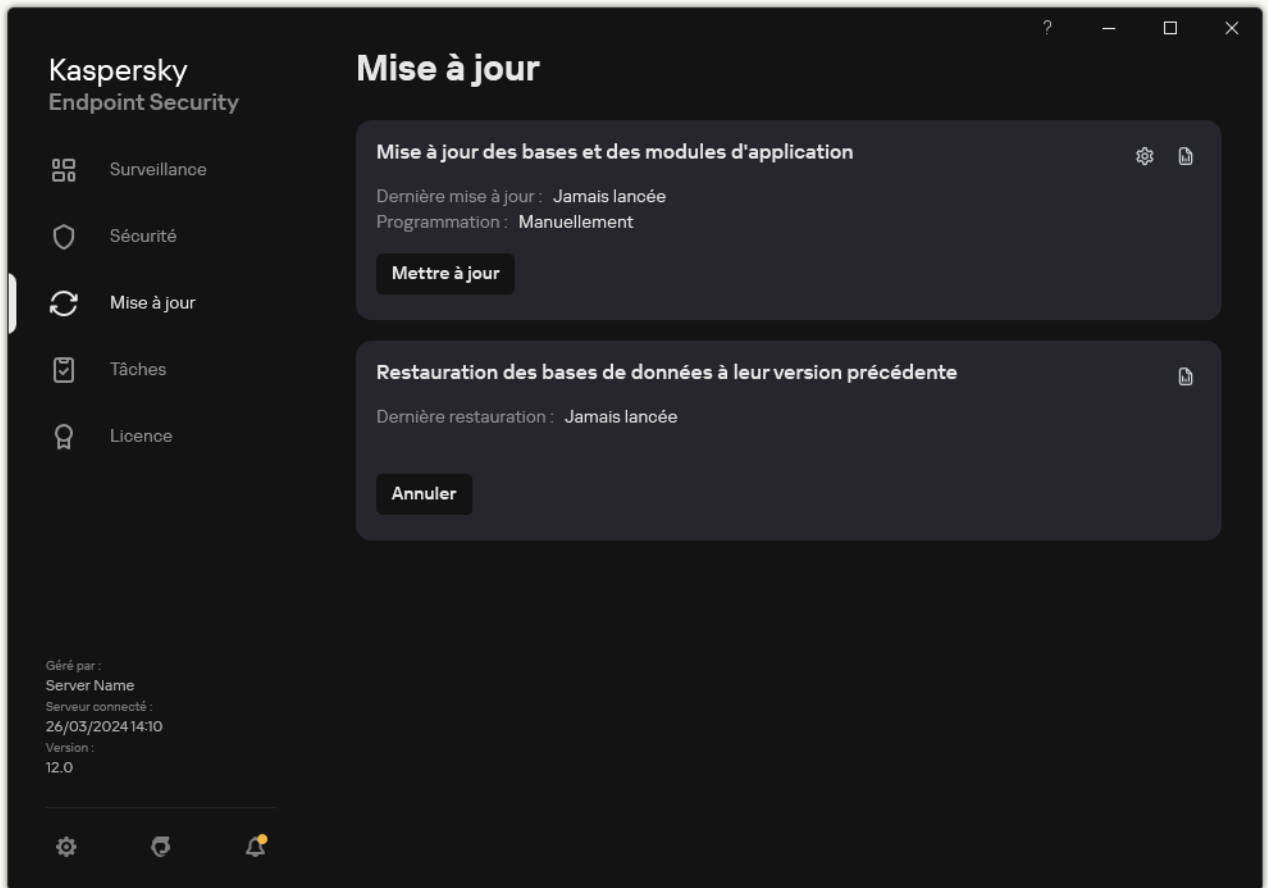 ?
Kaspersky
Endpoint Security
Surveillance
Sécurité
Mise à jour
Tâches
Licence
Géré par :
Server Name
Serveur connecté :
26/03/2024 14:10
Version :
12.0
Mise à jour
Mise à jour des bases et des modules d'application
Dernière mise à jour : Jamais lancée
Programmation : Manuellement
Mettre à jour
Restauration des bases de données à leur version précédente
Dernière restauration : Jamais lancée
Annuler